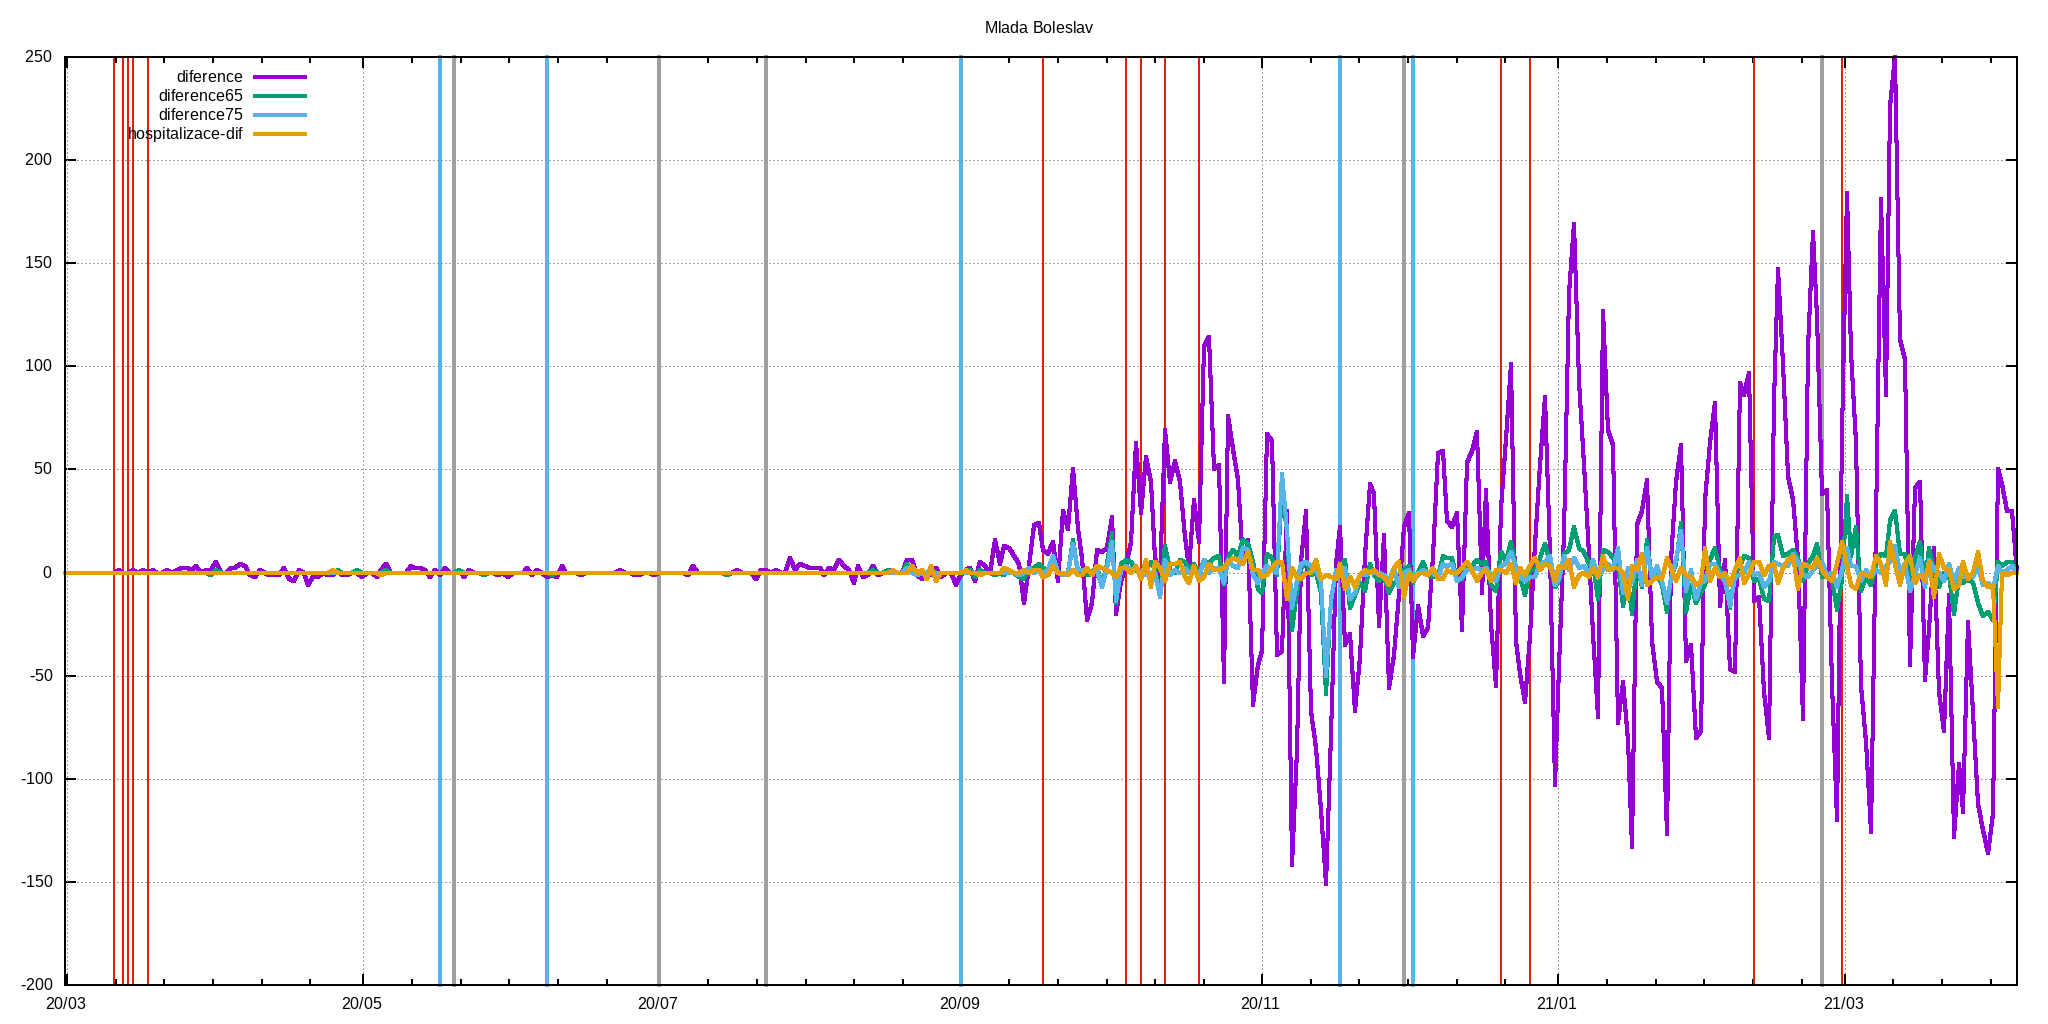 Mlada Boleslav
250
diference
diference65
diference75
hospitalizace-dif
200
150
100
50
0
-50
-100
-150
-200
20/03 20/05 20/07 20/09 20/11 21/01 21/03